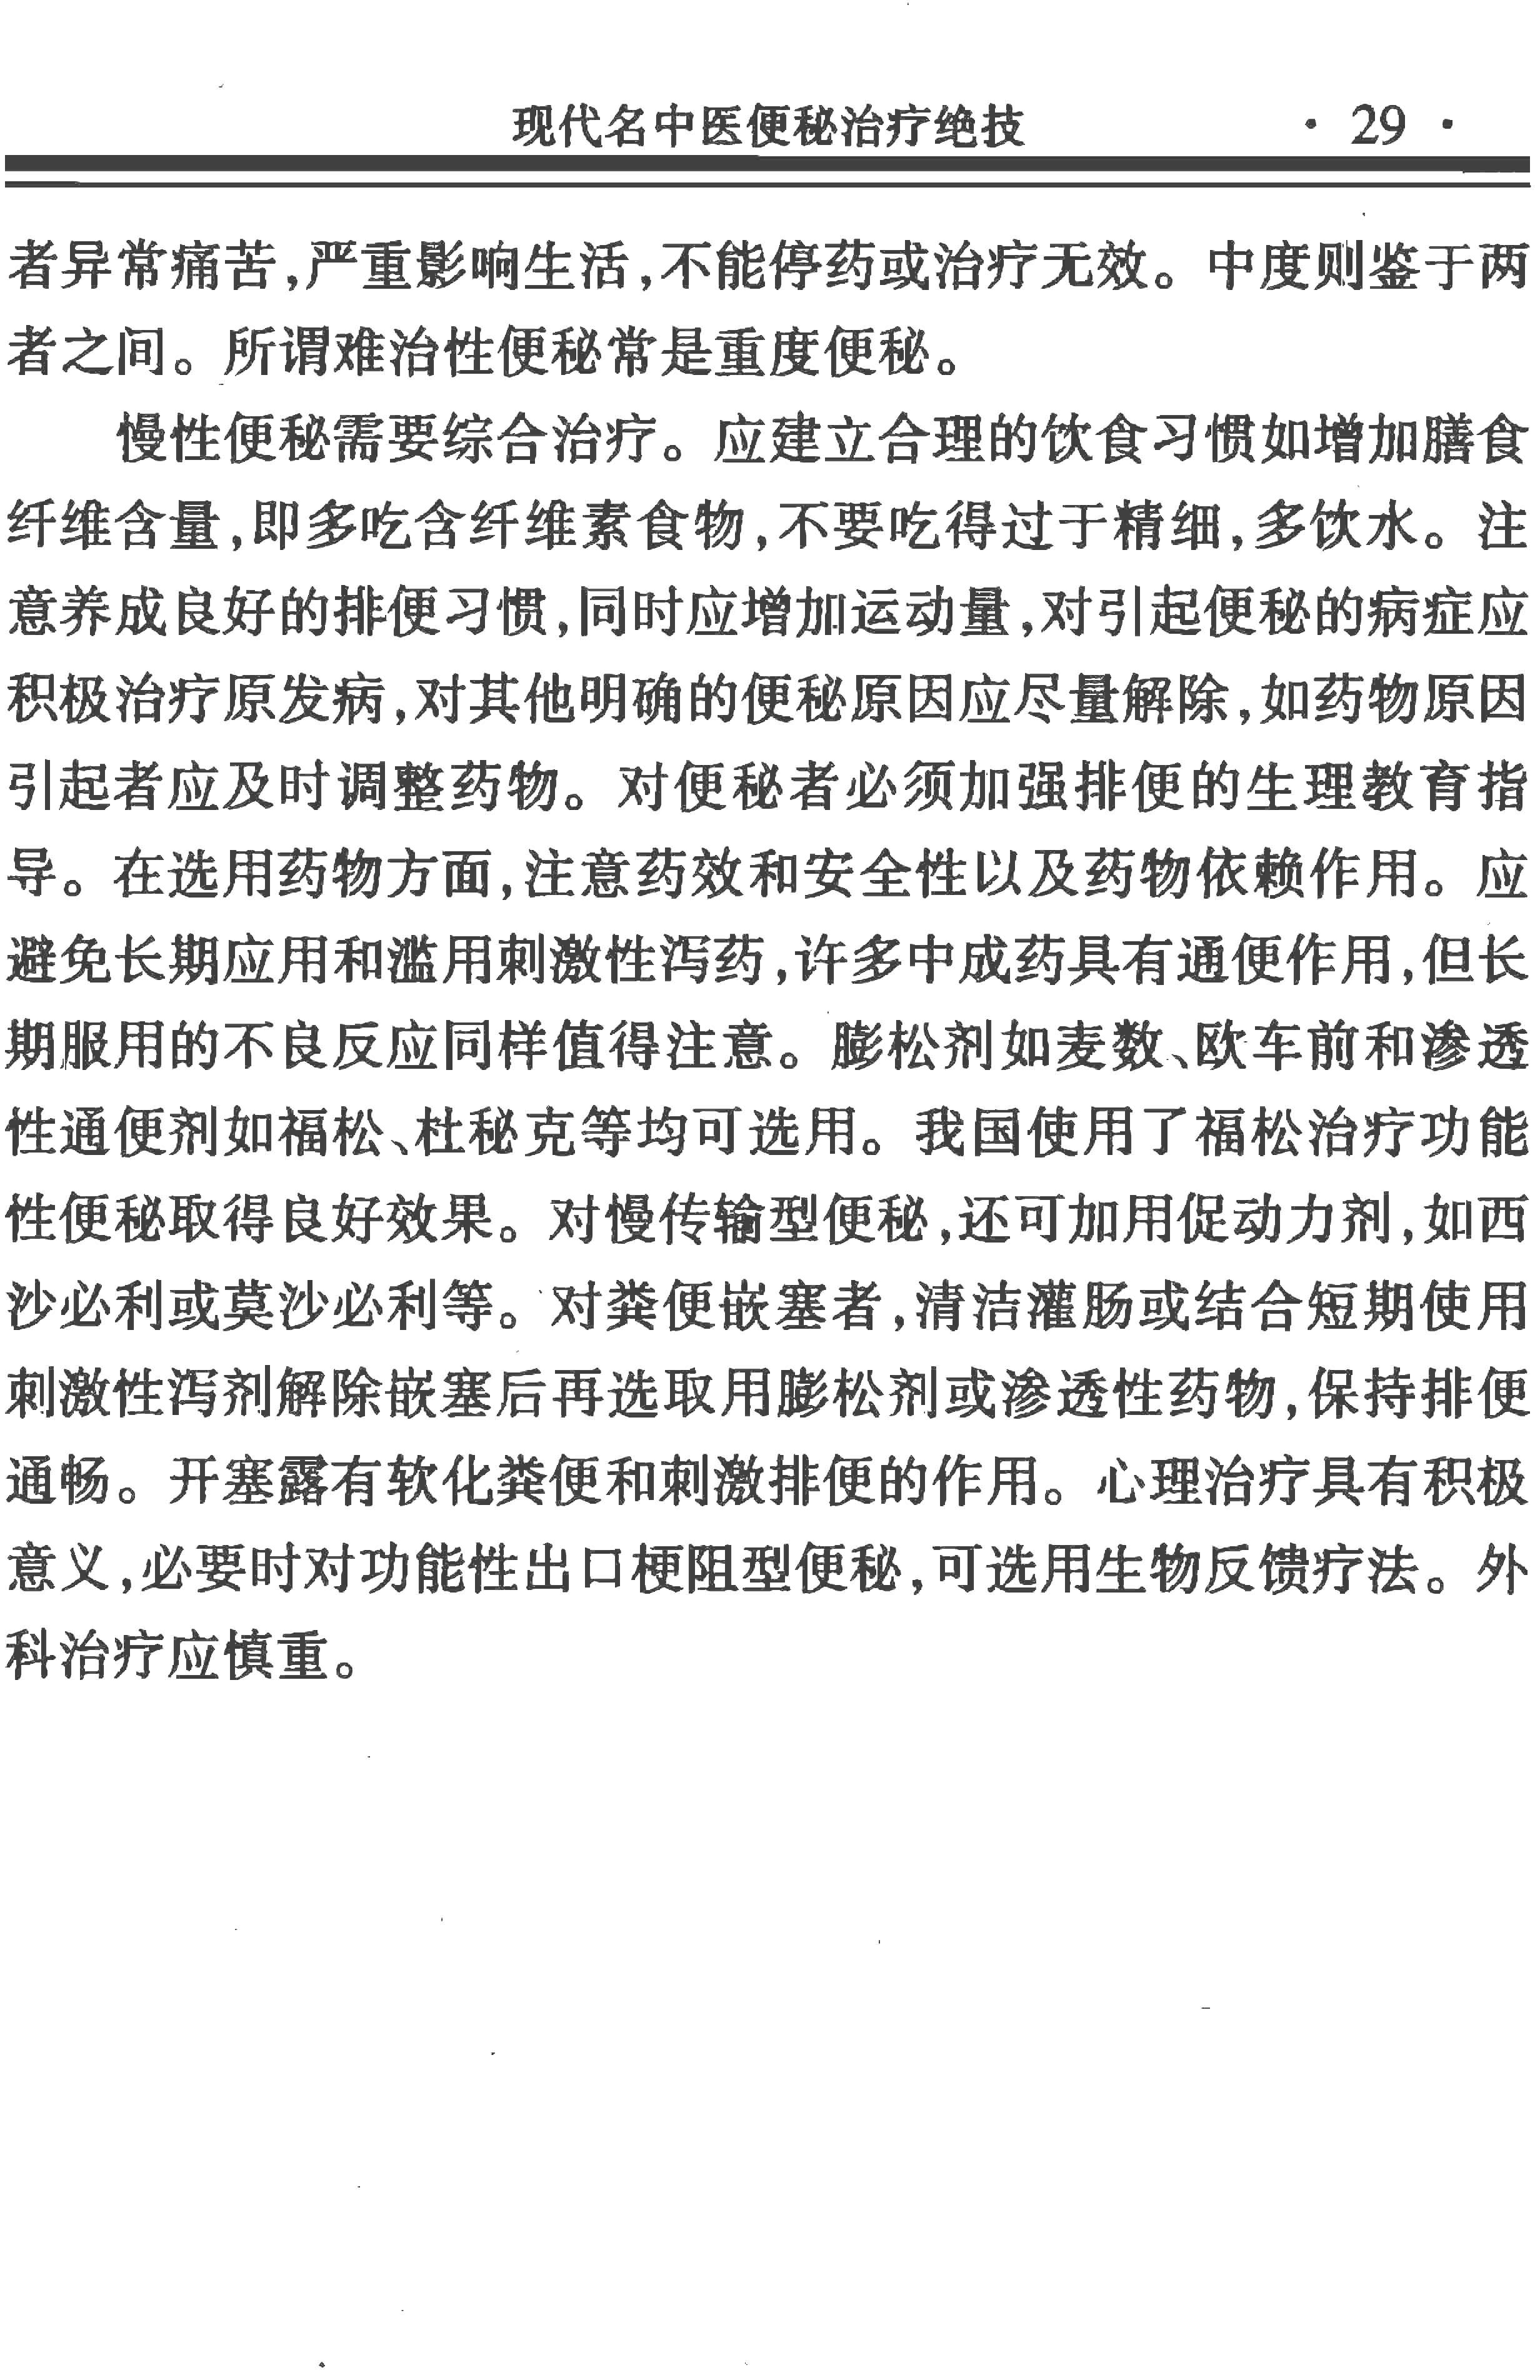 现代名中医便秘治疗绝技 · 29 ·
者异常痛苦,严重影响生活,不能停药或治疗无效。中度则鉴于两
者之间。所谓难治性便秘常是重度便秘。
慢性便秘需要综合治疗。应建立合理的饮食习惯如增加膳食
纤维含量,即多吃含纤维素食物,不要吃得过于精细,多饮水。注
意养成良好的排便习惯,同时应增加运动量,对引起便秘的病症应
积极治疗原发病,对其他明确的便秘原因应尽量解除,如药物原因
引起者应及时调整药物。对便秘者必须加强排便的生理教育指
导。在选用药物方面,注意药效和安全性以及药物依赖作用。应
避免长期应用和滥用刺激性泻药,许多中成药具有通便作用,但长
期服用的不良反应同样值得注意。膨松剂如麦数、欧车前和渗透
性通便剂如福松、杜秘克等均可选用。我国使用了福松治疗功能
性便秘取得良好效果。对慢传输型便秘,还可加用促动力剂,如西
沙必利或莫沙必利等。对粪便嵌塞者,清洁灌肠或结合短期使用
刺激性泻剂解除嵌塞后再选取用膨松剂或渗透性药物,保持排便
通畅。开塞露有软化粪便和刺激排便的作用。心理治疗具有积极
意义,必要时对功能性出口梗阻型便秘,可选用生物反馈疗法。外
科治疗应慎重。